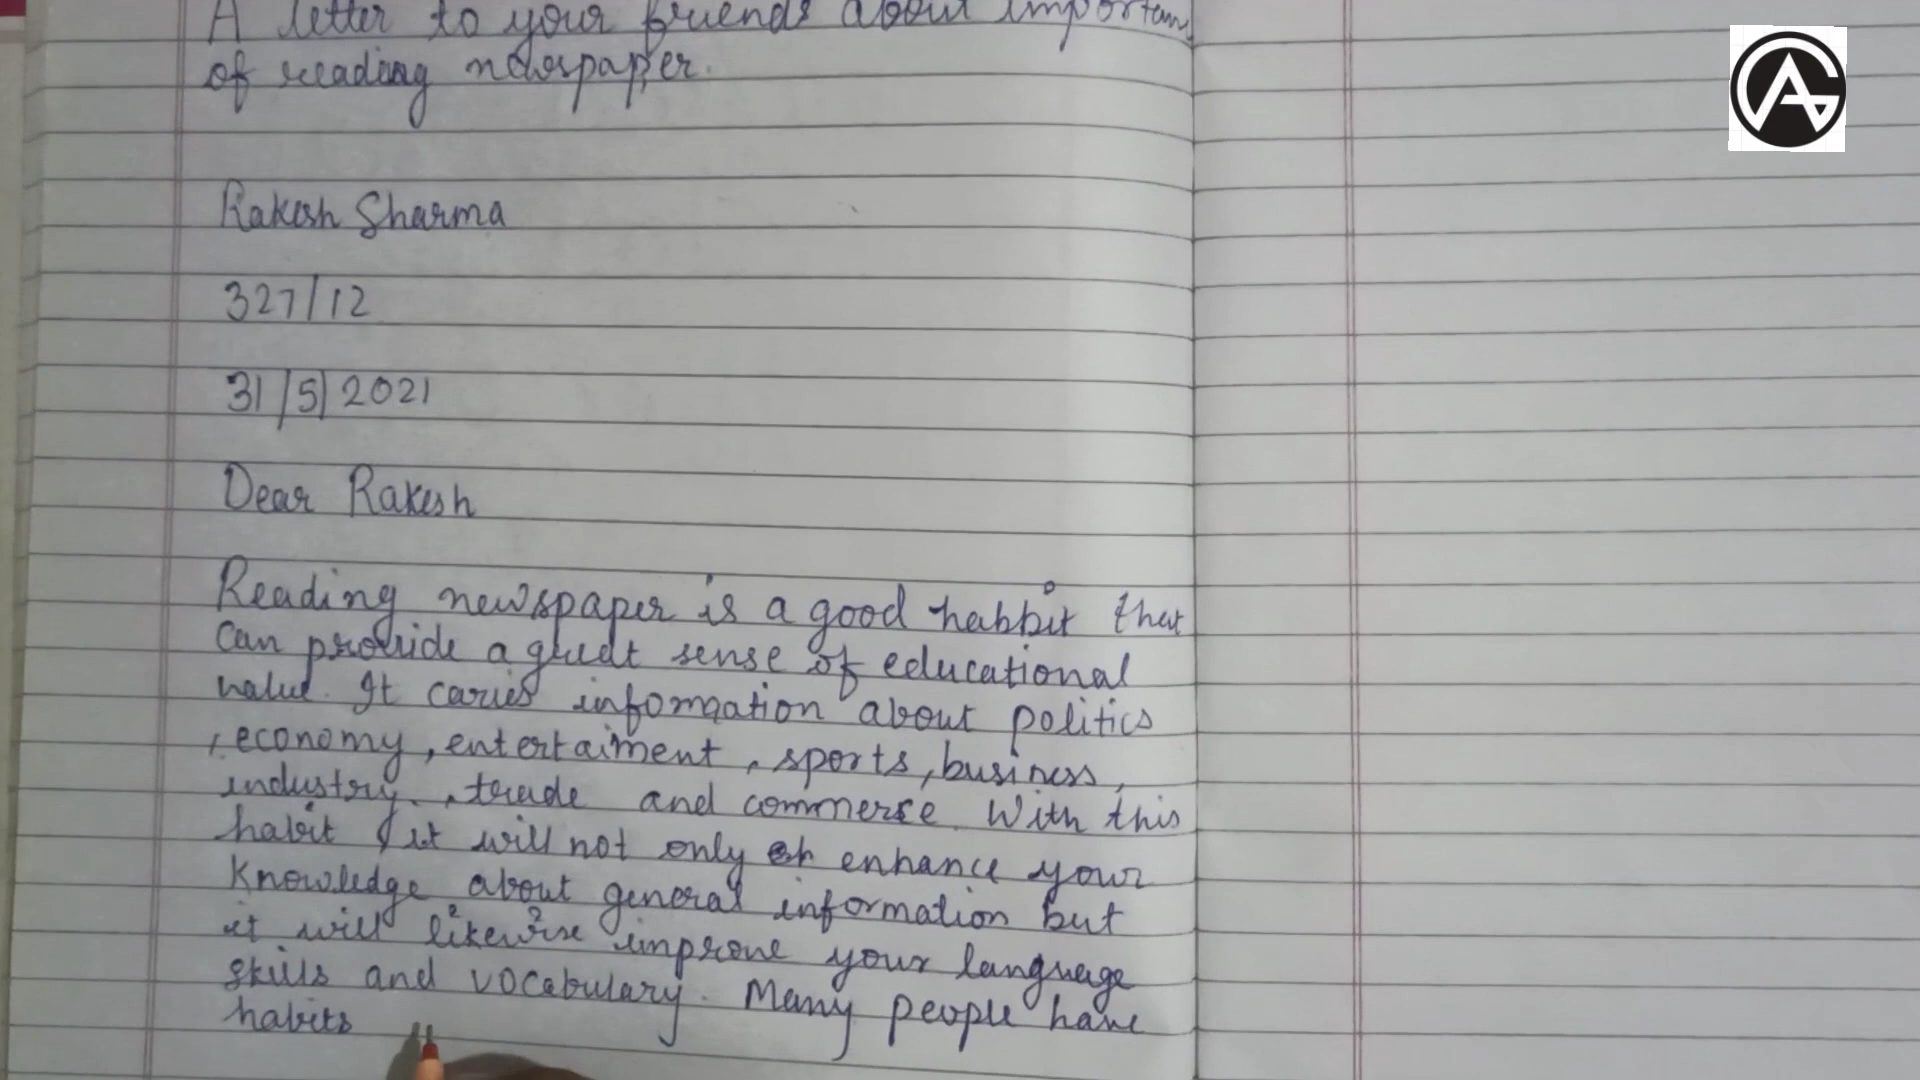 A letter to your friends about importan
of reading newspaper.
Rakesh Sharma
327/12
31/5/2021
Dear Rakesh
Reading newspaper is a good habbit that
can provide a great sense of educational
value. It caries infomqation about politics
, economy, entertaiment, sports, business,
industry, trade and commerce. With this
habit it will not only enhance your
knowledge about general information but
it will likewise improve your language
skills and vocabulary. Many people have
habits